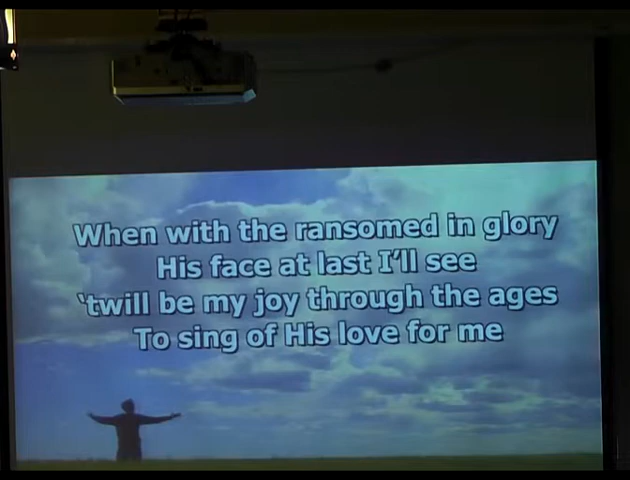 When with the ransomed in glory
His face at last I'll see
‘twill be my joy through the ages
To sing of His love for me